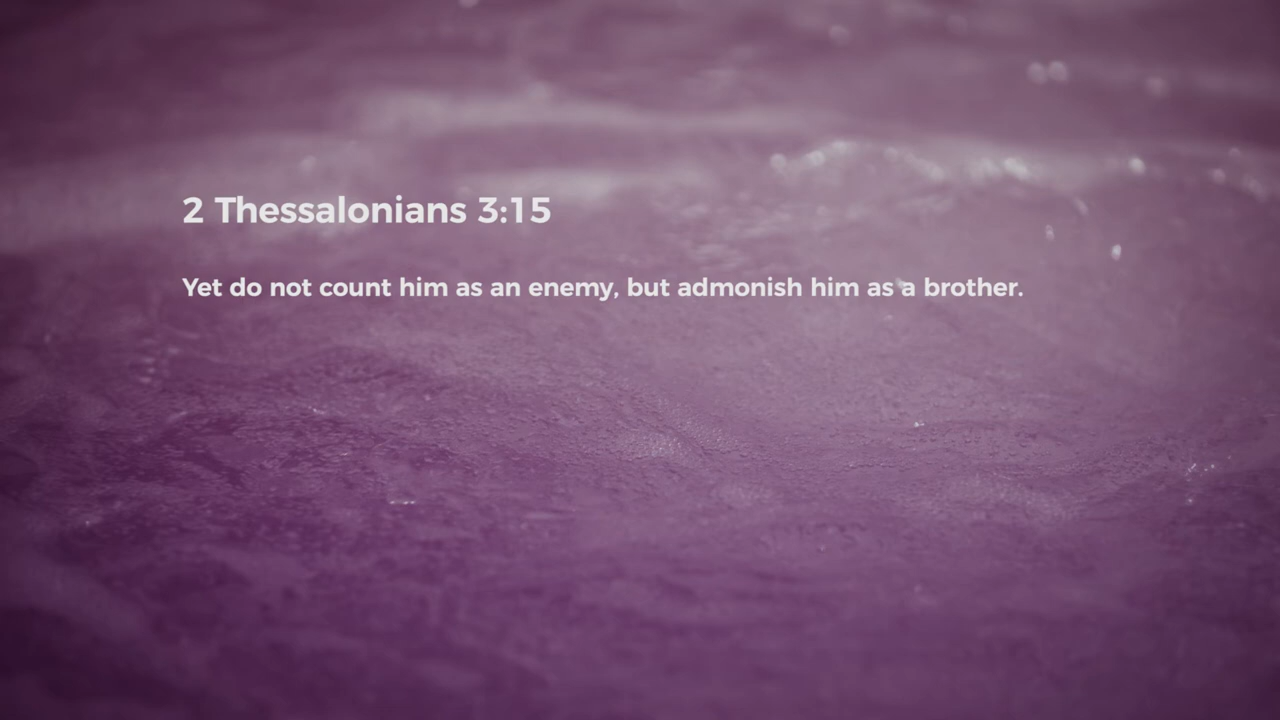 2 Thessalonians 3:15
Yet do not count him as an enemy, but admonish him as a brother.